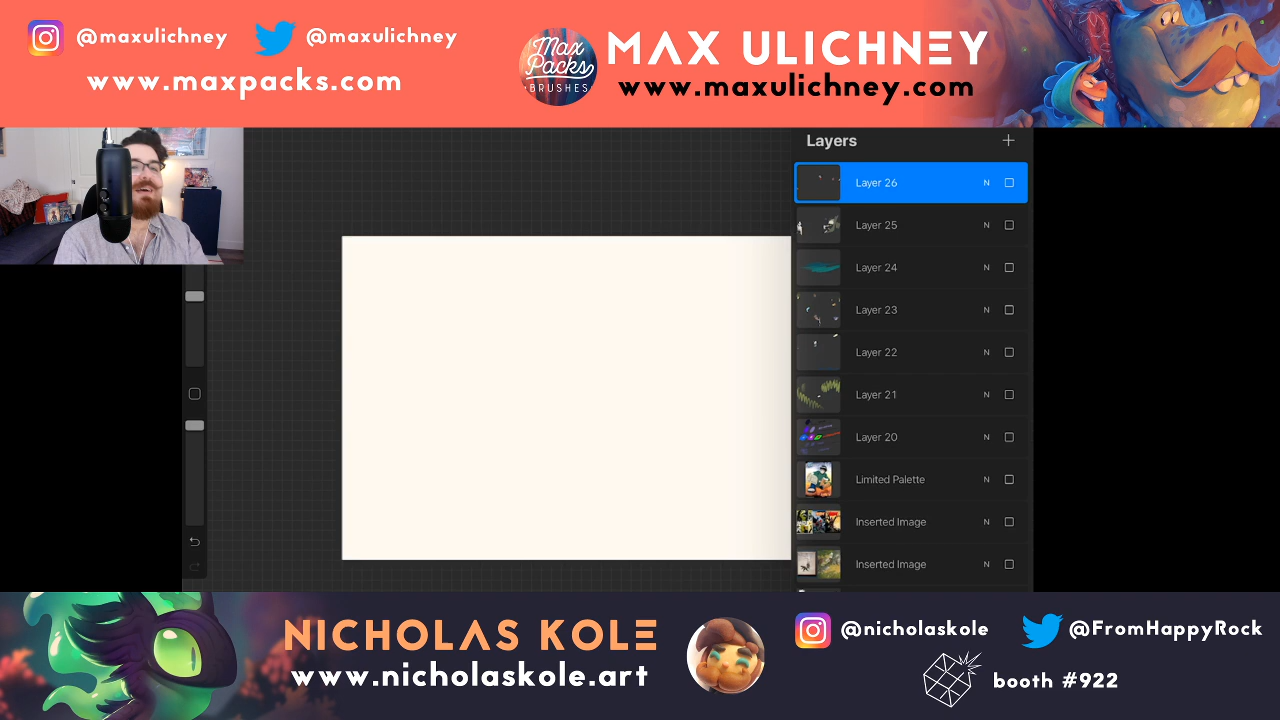 @maxulichney
@maxulichney
www.maxpacks.com
Max
Packs
BRUSHES
MAX ULICHNEY
www.maxulichney.com
Layers
Layer 26 N
Layer 25 N
Layer 24 N
Layer 23 N
Layer 22 N
Layer 21 N
Layer 20 N
Limited Palette N
Inserted Image N
Inserted Image N
NICHOLAS KOLE
www.nicholaskole.art
@nicholaskole
@FromHappyRock
booth #922